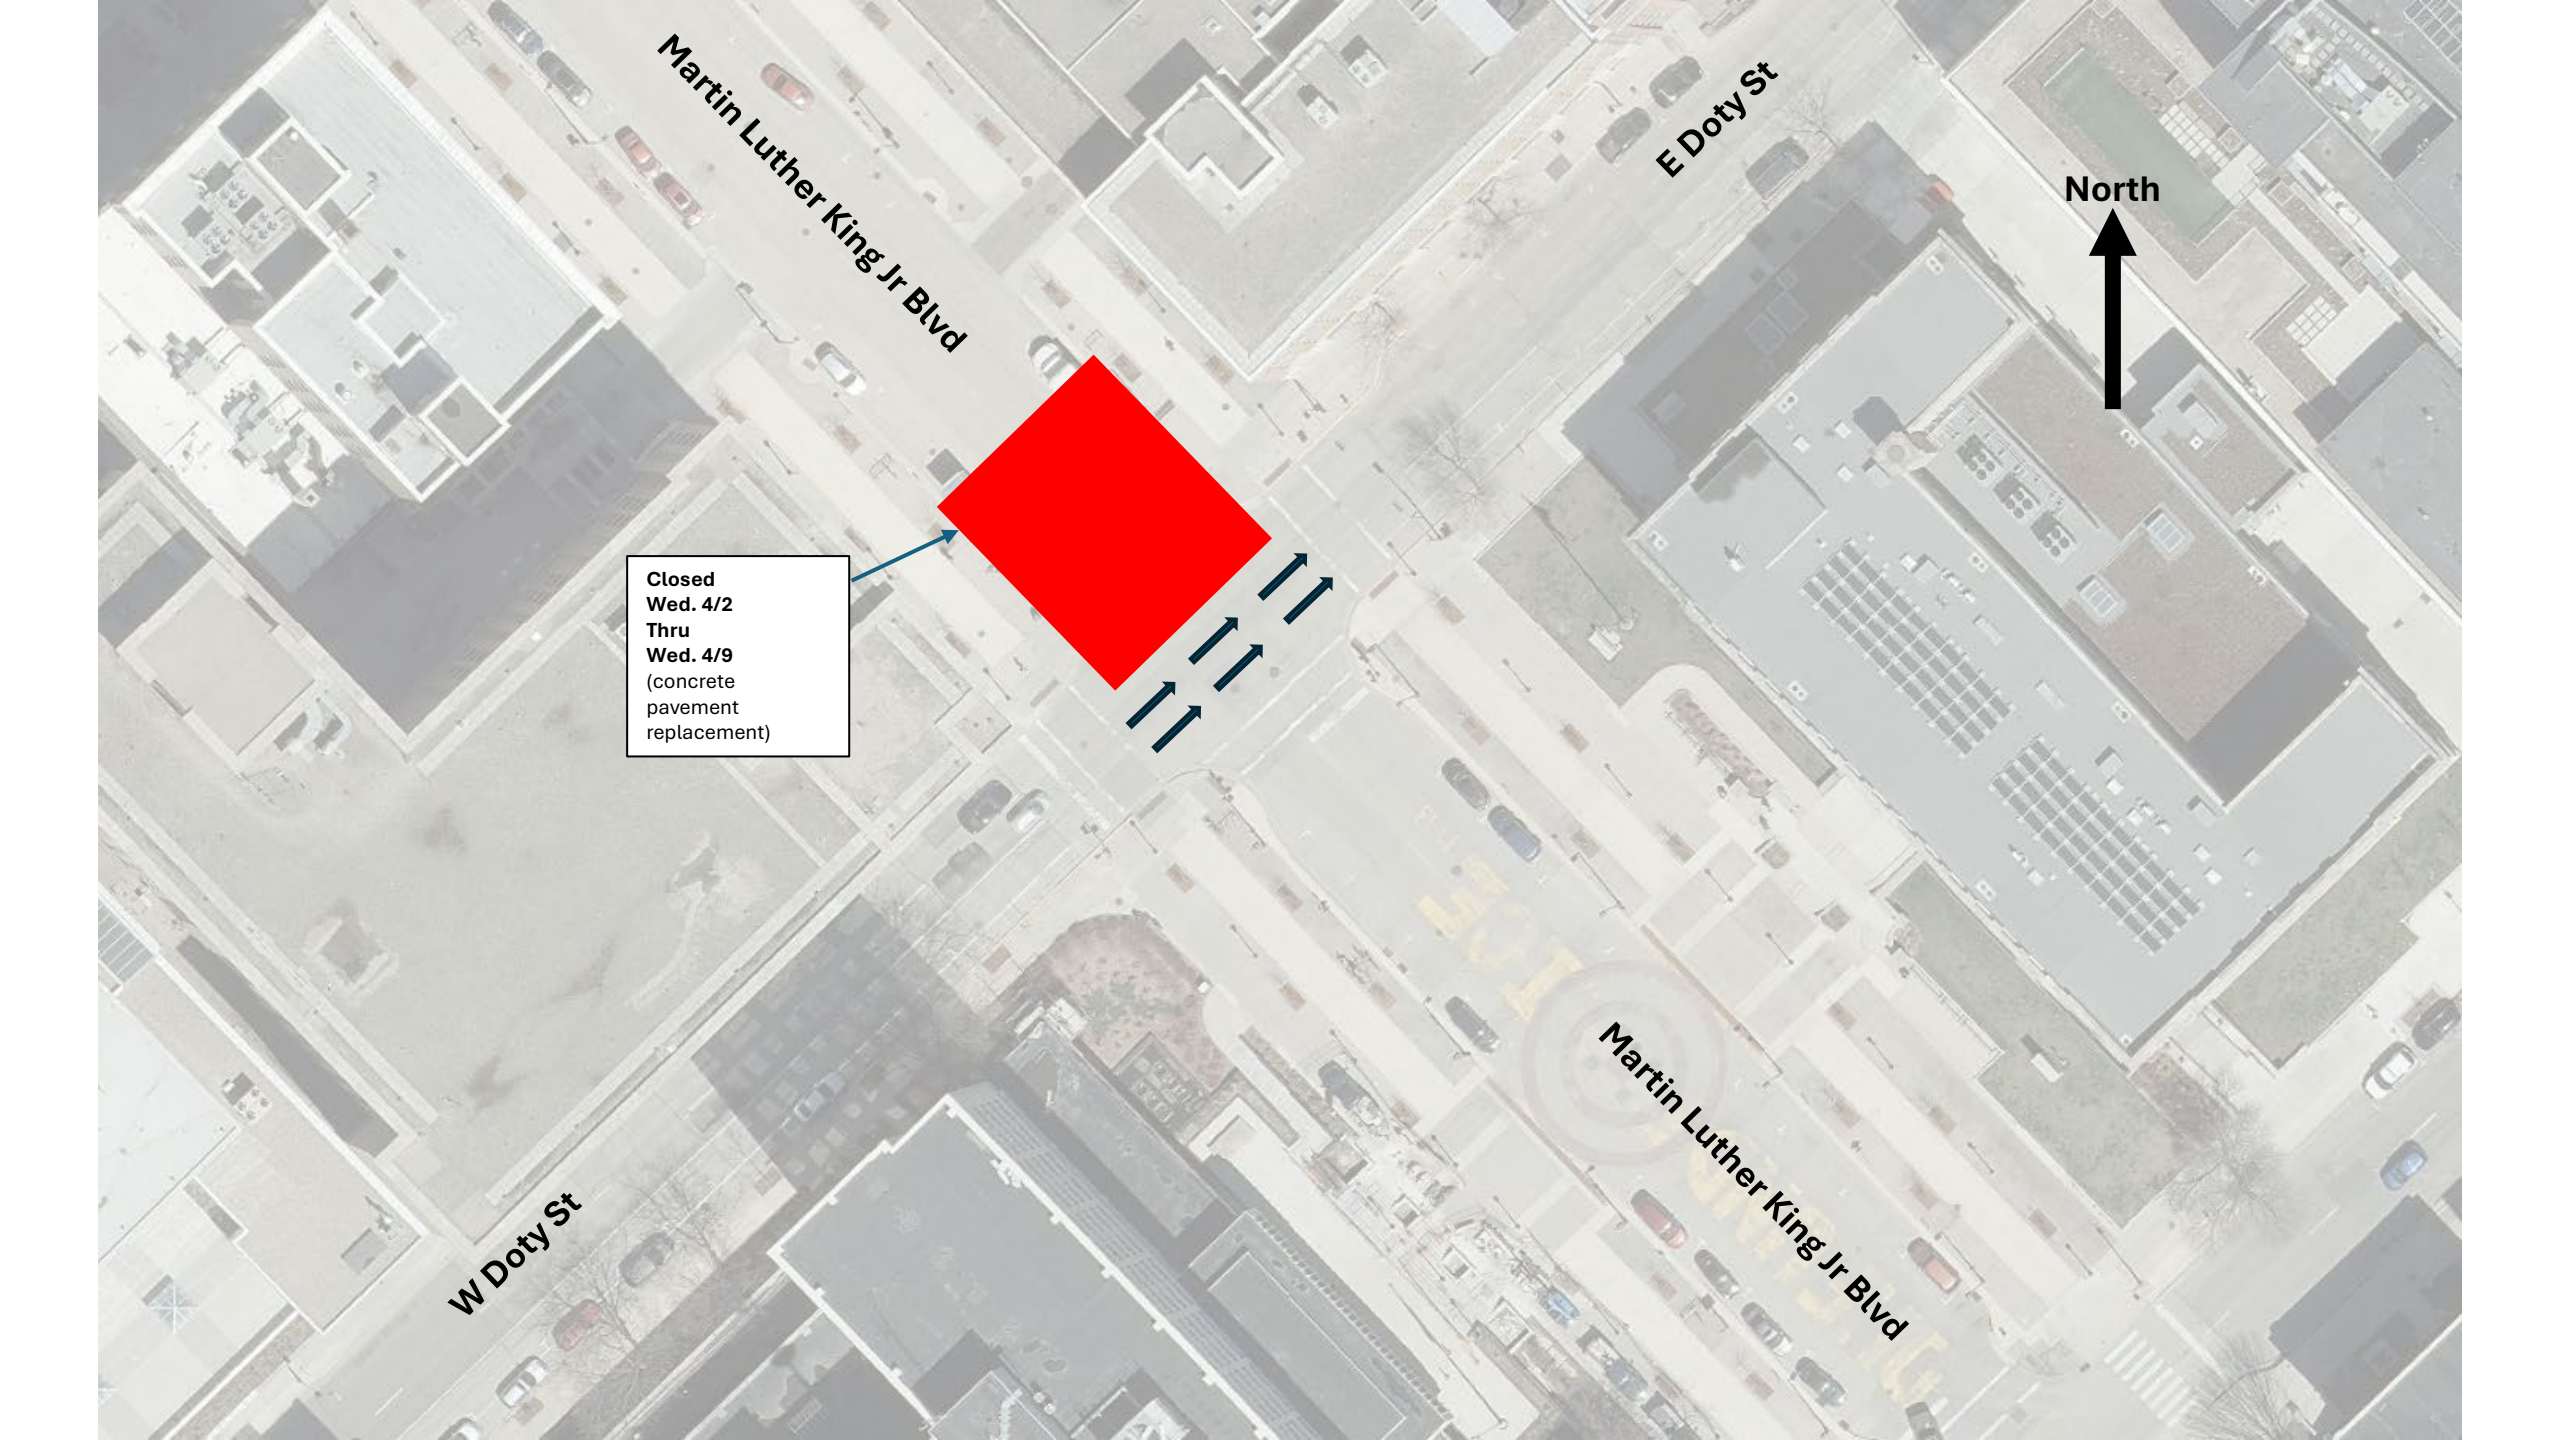 Martin Luther King Jr Blvd
E Doty St
North
Closed
Wed. 4/2
Thru
Wed. 4/9
(concrete
pavement
replacement)
Martin Luther King Jr Blvd
W Doty St